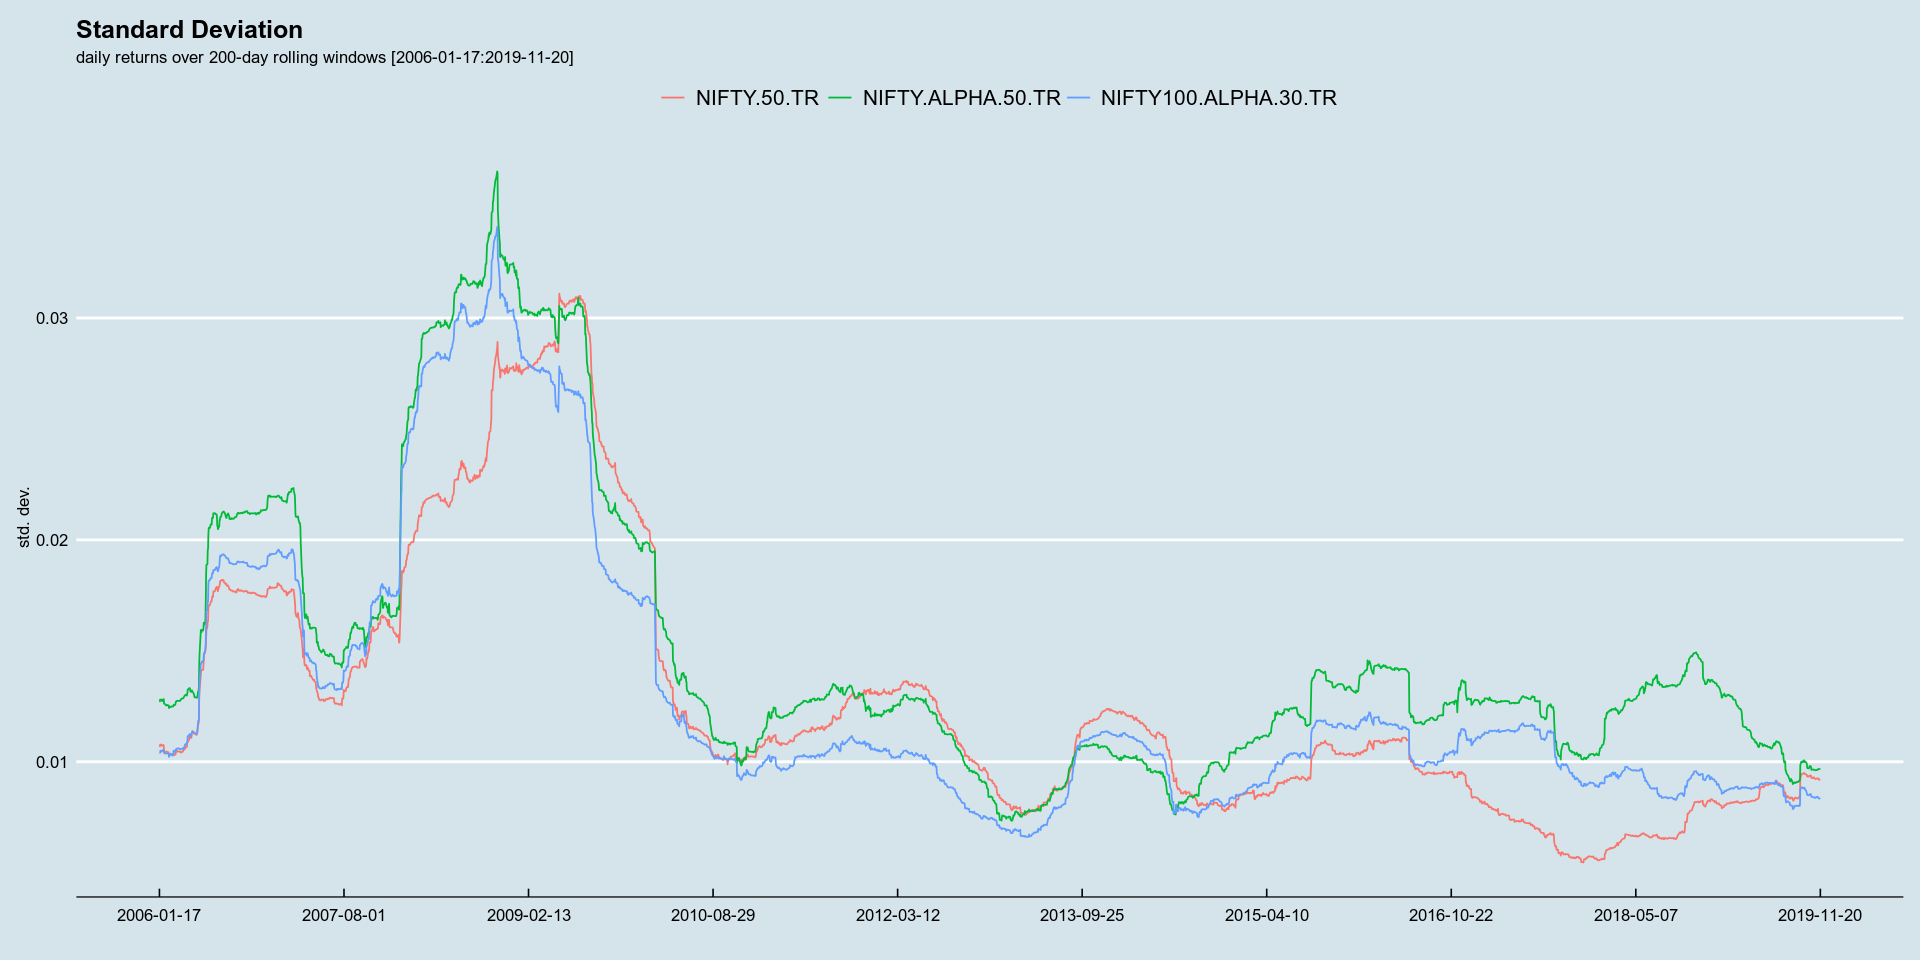 Standard Deviation
daily returns over 200-day rolling windows [2006-01-17:2019-11-20]
NIFTY.50.TR NIFTY.ALPHA.50.TR NIFTY100.ALPHA.30.TR
std. dev.
0.03
0.02
0.01
2006-01-17 2007-08-01 2009-02-13 2010-08-29 2012-03-12 2013-09-25 2015-04-10 2016-10-22 2018-05-07 2019-11-20